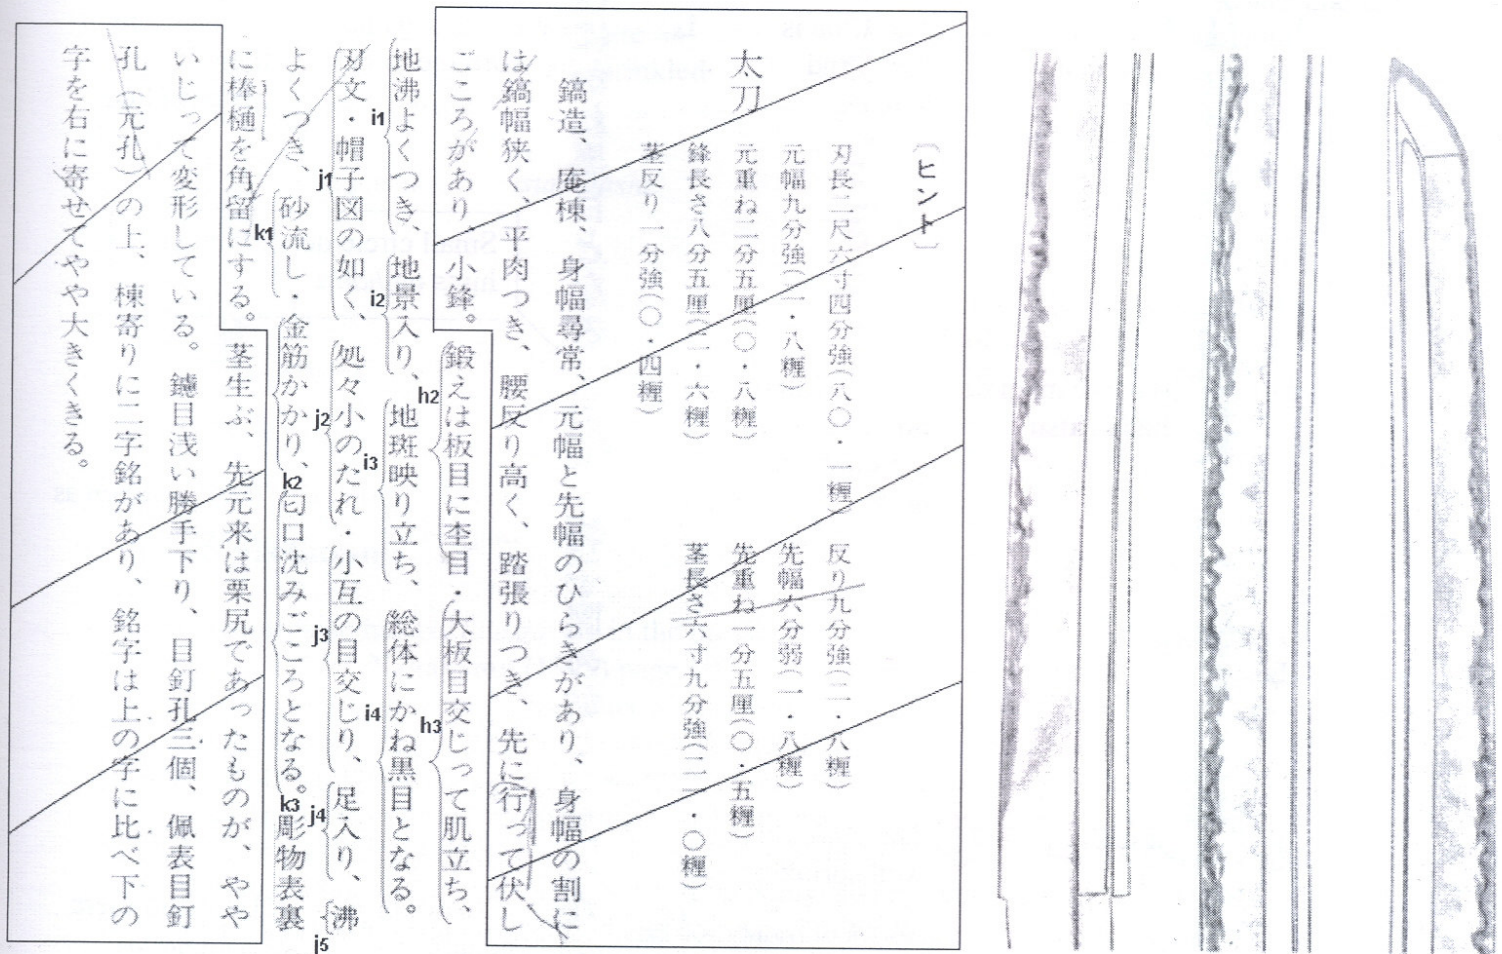 〔ヒント〕
刃長二尺六寸四分強(八〇・一糎) 反り九分強(二・八糎)
元幅九分強(二・八糎) 先幅六分弱(一・八糎)
太刀 元重ね二分五厘(〇・八糎) 先重ね一分五厘(〇・五糎)
鋒長さ八分五厘(二・六糎) 茎長さ六寸九分強(二一・〇糎)
茎反り一分強(〇・四糎)
鎬造、庵棟、身幅尋常、元幅と先幅のひらきがあり、身幅の割に
は鎬幅狭く、平肉つき、腰反り高く、踏張りつき、先に行って伏し
ごころがあり、小鋒。鍛えは板目に杢目・大板目交じって肌立ち、
h2
h3
地沸よくつき、地景入り、地斑映り立ち、総体にかね黒目となる。
i1
i2
i3
i4
刃文・帽子図の如く、処々小のたれ・小互の目交じり、足入り、沸
j1
j2
j3
j4
j5
よくつき、砂流し・金筋かかり、匂口沈みごころとなる。彫物表裏
k1
k2
k3
に棒樋を角留にする。茎生ぶ、先元来は栗尻であったものが、やや
いじって変形している。鑢目浅い勝手下り、目釘孔三個、佩表目釘
孔(元孔)の上、棟寄りに二字銘があり、銘字は上の字に比べ下の
字を右に寄せてやや大きくきる。